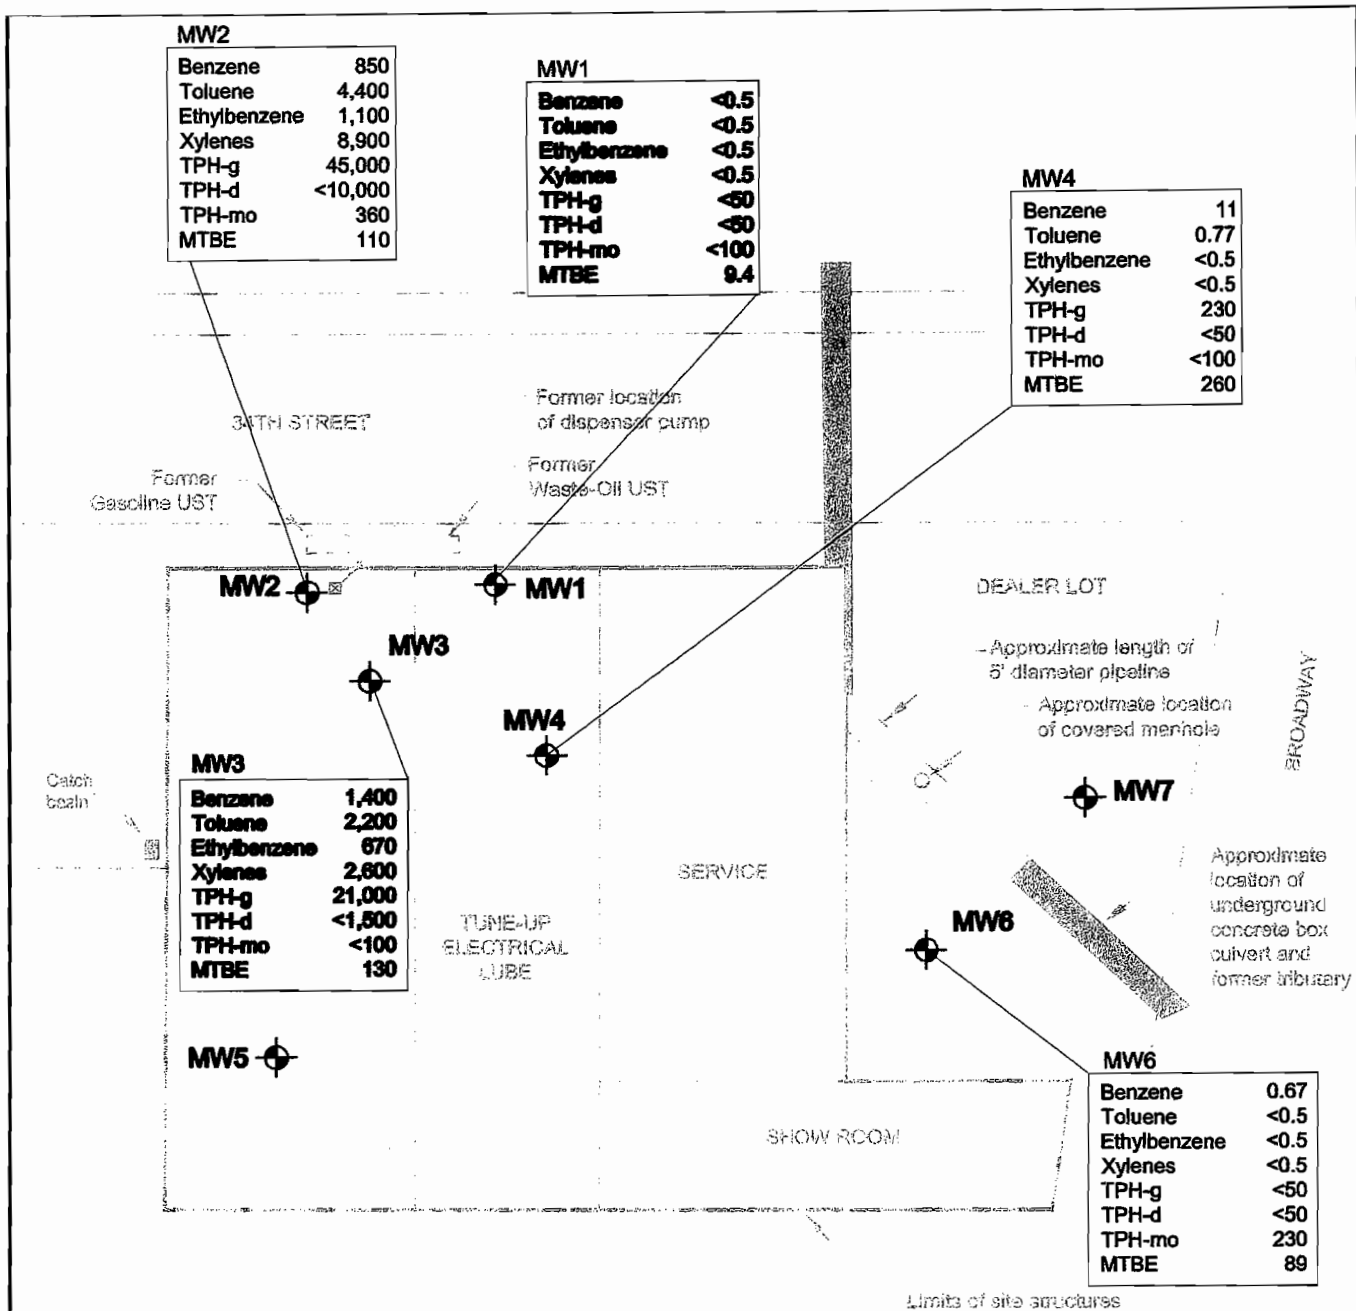 MW2
Benzene 850
Toluene 4,400
Ethylbenzene 1,100
Xylenes 8,900
TPH-g 45,000
TPH-d <10,000
TPH-mo 360
MTBE 110
MW1
Benzene <0.5
Toluene <0.5
Ethylbenzene <0.5
Xylenes <0.5
TPH-g <50
TPH-d <50
TPH-mo <100
MTBE 9.4
MW4
Benzene 11
Toluene 0.77
Ethylbenzene <0.5
Xylenes <0.5
TPH-g 230
TPH-d <50
TPH-mo <100
MTBE 260
34TH STREET
Former location
of dispenser pump
Former
Gasoline UST
Former
Waste-Oil UST
MW2
MW1
DEALER LOT
MW3
Approximate length of
5' diameter pipeline
Approximate location
of covered manhole
BROADWAY
MW4
MW7
Catch
basin
MW3
Benzene 1,400
Toluene 2,200
Ethylbenzene 670
Xylenes 2,600
TPH-g 21,000
TPH-d <1,500
TPH-mo <100
MTBE 130
SERVICE
TUNE-UP
ELECTRICAL
LUBE
Approximate
location of
underground
concrete box
culvert and
former tributary
MW6
MW5
MW6
Benzene 0.67
Toluene <0.5
Ethylbenzene <0.5
Xylenes <0.5
TPH-g <50
TPH-d <50
TPH-mo 230
MTBE 89
SHOW ROOM
Limits of site structures